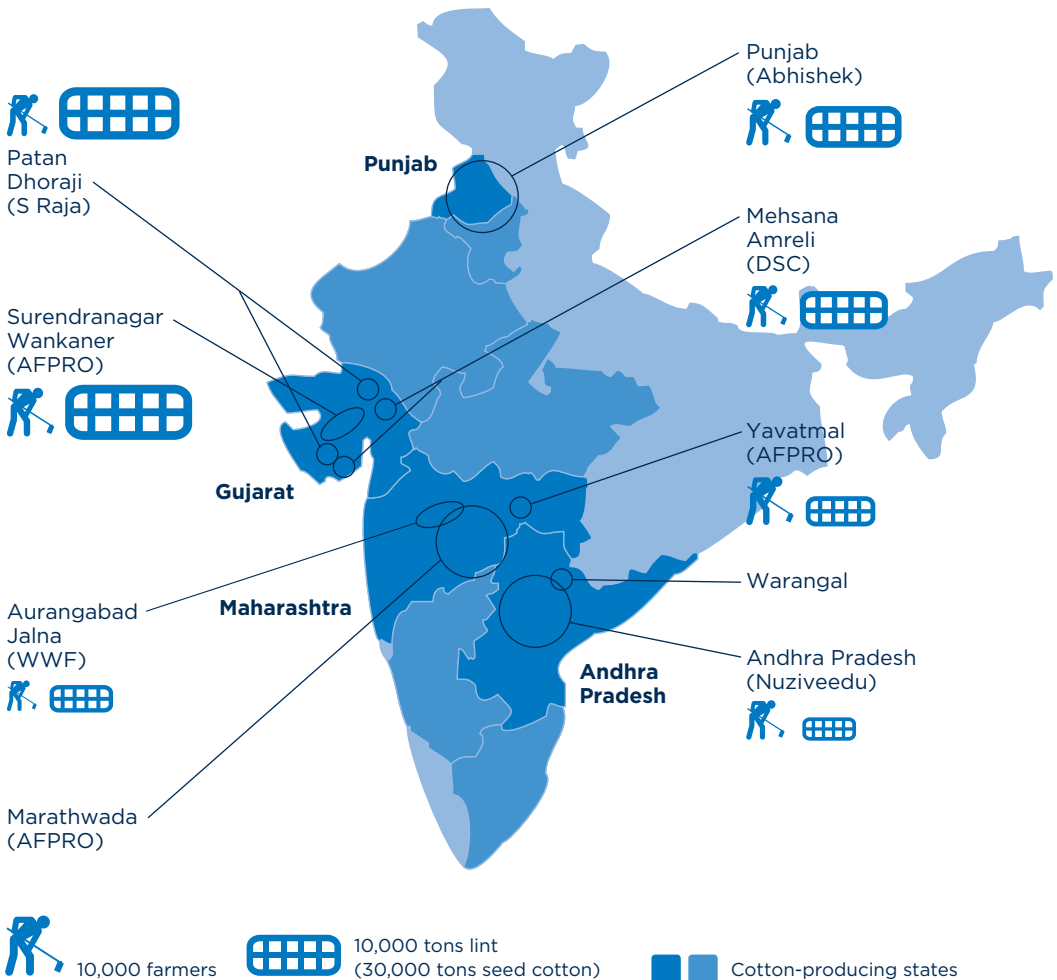 Punjab
(Abhishek)
Patan
Dhoraji
(S Raja)
Punjab
Mehsana
Amreli
(DSC)
Surendranagar
Wankaner
(AFPRO)
Yavatmal
(AFPRO)
Gujarat
Warangal
Maharashtra
Aurangabad
Jalna
(WWF)
Andhra Pradesh
(Nuziveedu)
Andhra
Pradesh
Marathwada
(AFPRO)
10,000 farmers
10,000 tons lint
(30,000 tons seed cotton)
Cotton-producing states